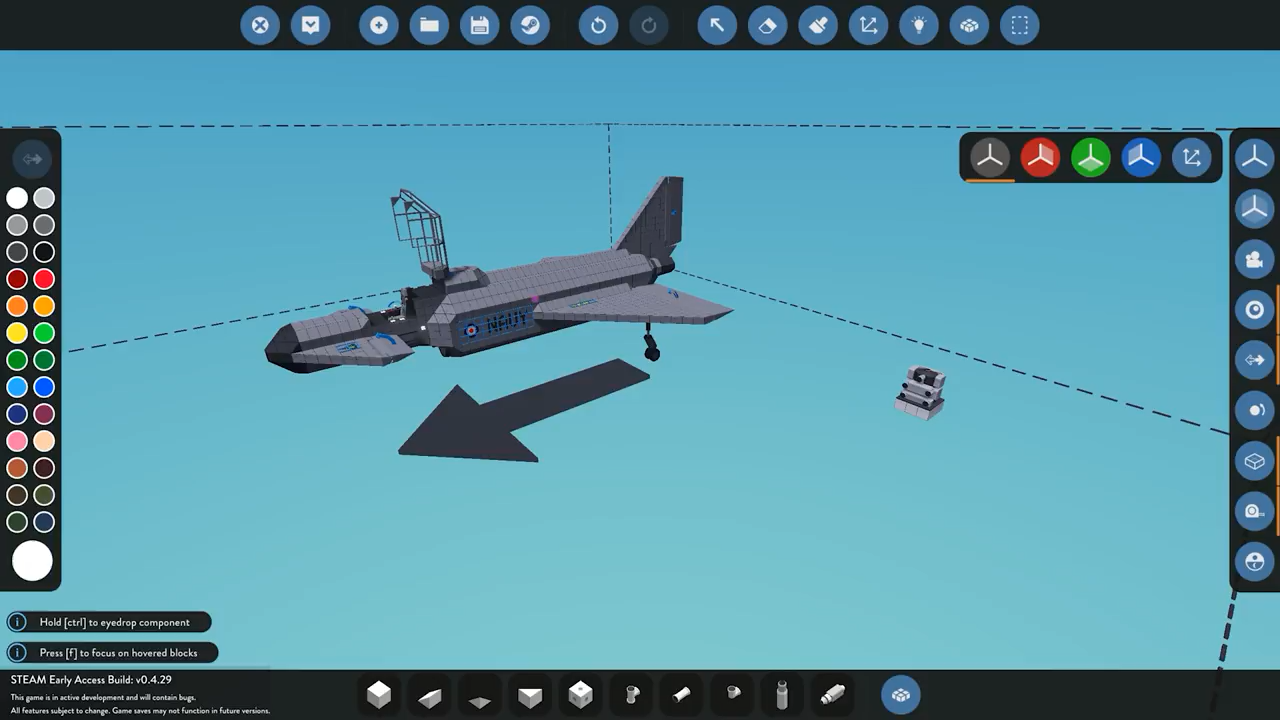 Hold [ctrl] to eyedrop component
Press [f] to focus on hovered blocks
STEAM Early Access Build: v0.4.29
This game is in active development and will contain bugs.
All features subject to change. Game saves may not function in future versions.